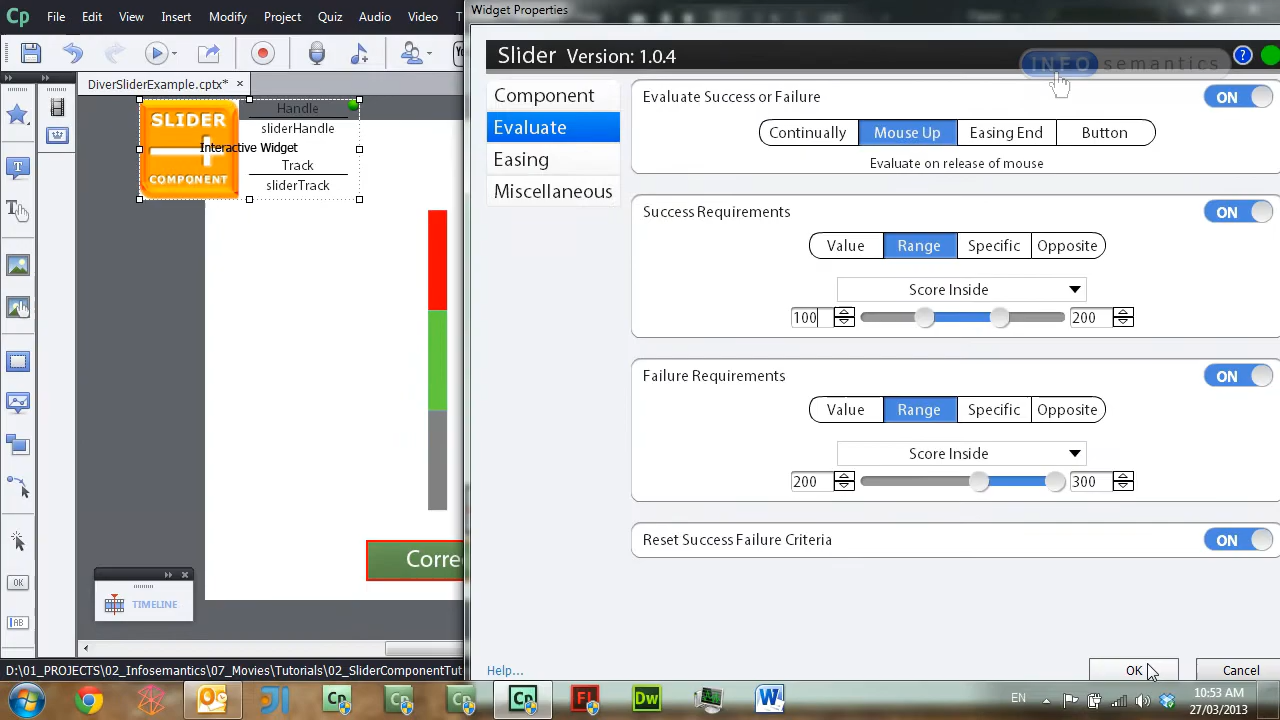 Widget Properties
Cp File Edit View Insert Modify Project Quiz Audio Video
DiverSliderExample.cptx* ×
Slider Version: 1.0.4
INFO semantics ?
SLIDER
COMPONENT
Interactive Widget
Handle
sliderHandle
Track
sliderTrack
Component
Evaluate
Easing
Miscellaneous
Evaluate Success or Failure ON
Continually Mouse Up Easing End Button
Evaluate on release of mouse
Success Requirements ON
Value Range Specific Opposite
Score Inside
100 200
Failure Requirements ON
Value Range Specific Opposite
Score Inside
200 300
Reset Success Failure Criteria ON
Corre
TIMELINE
OK
AB
Help... OK Cancel
D:\01_PROJECTS\02_Infosemantics\07_Movies\Tutorials\02_SliderComponentTut
EN 10:53 AM
27/03/2013